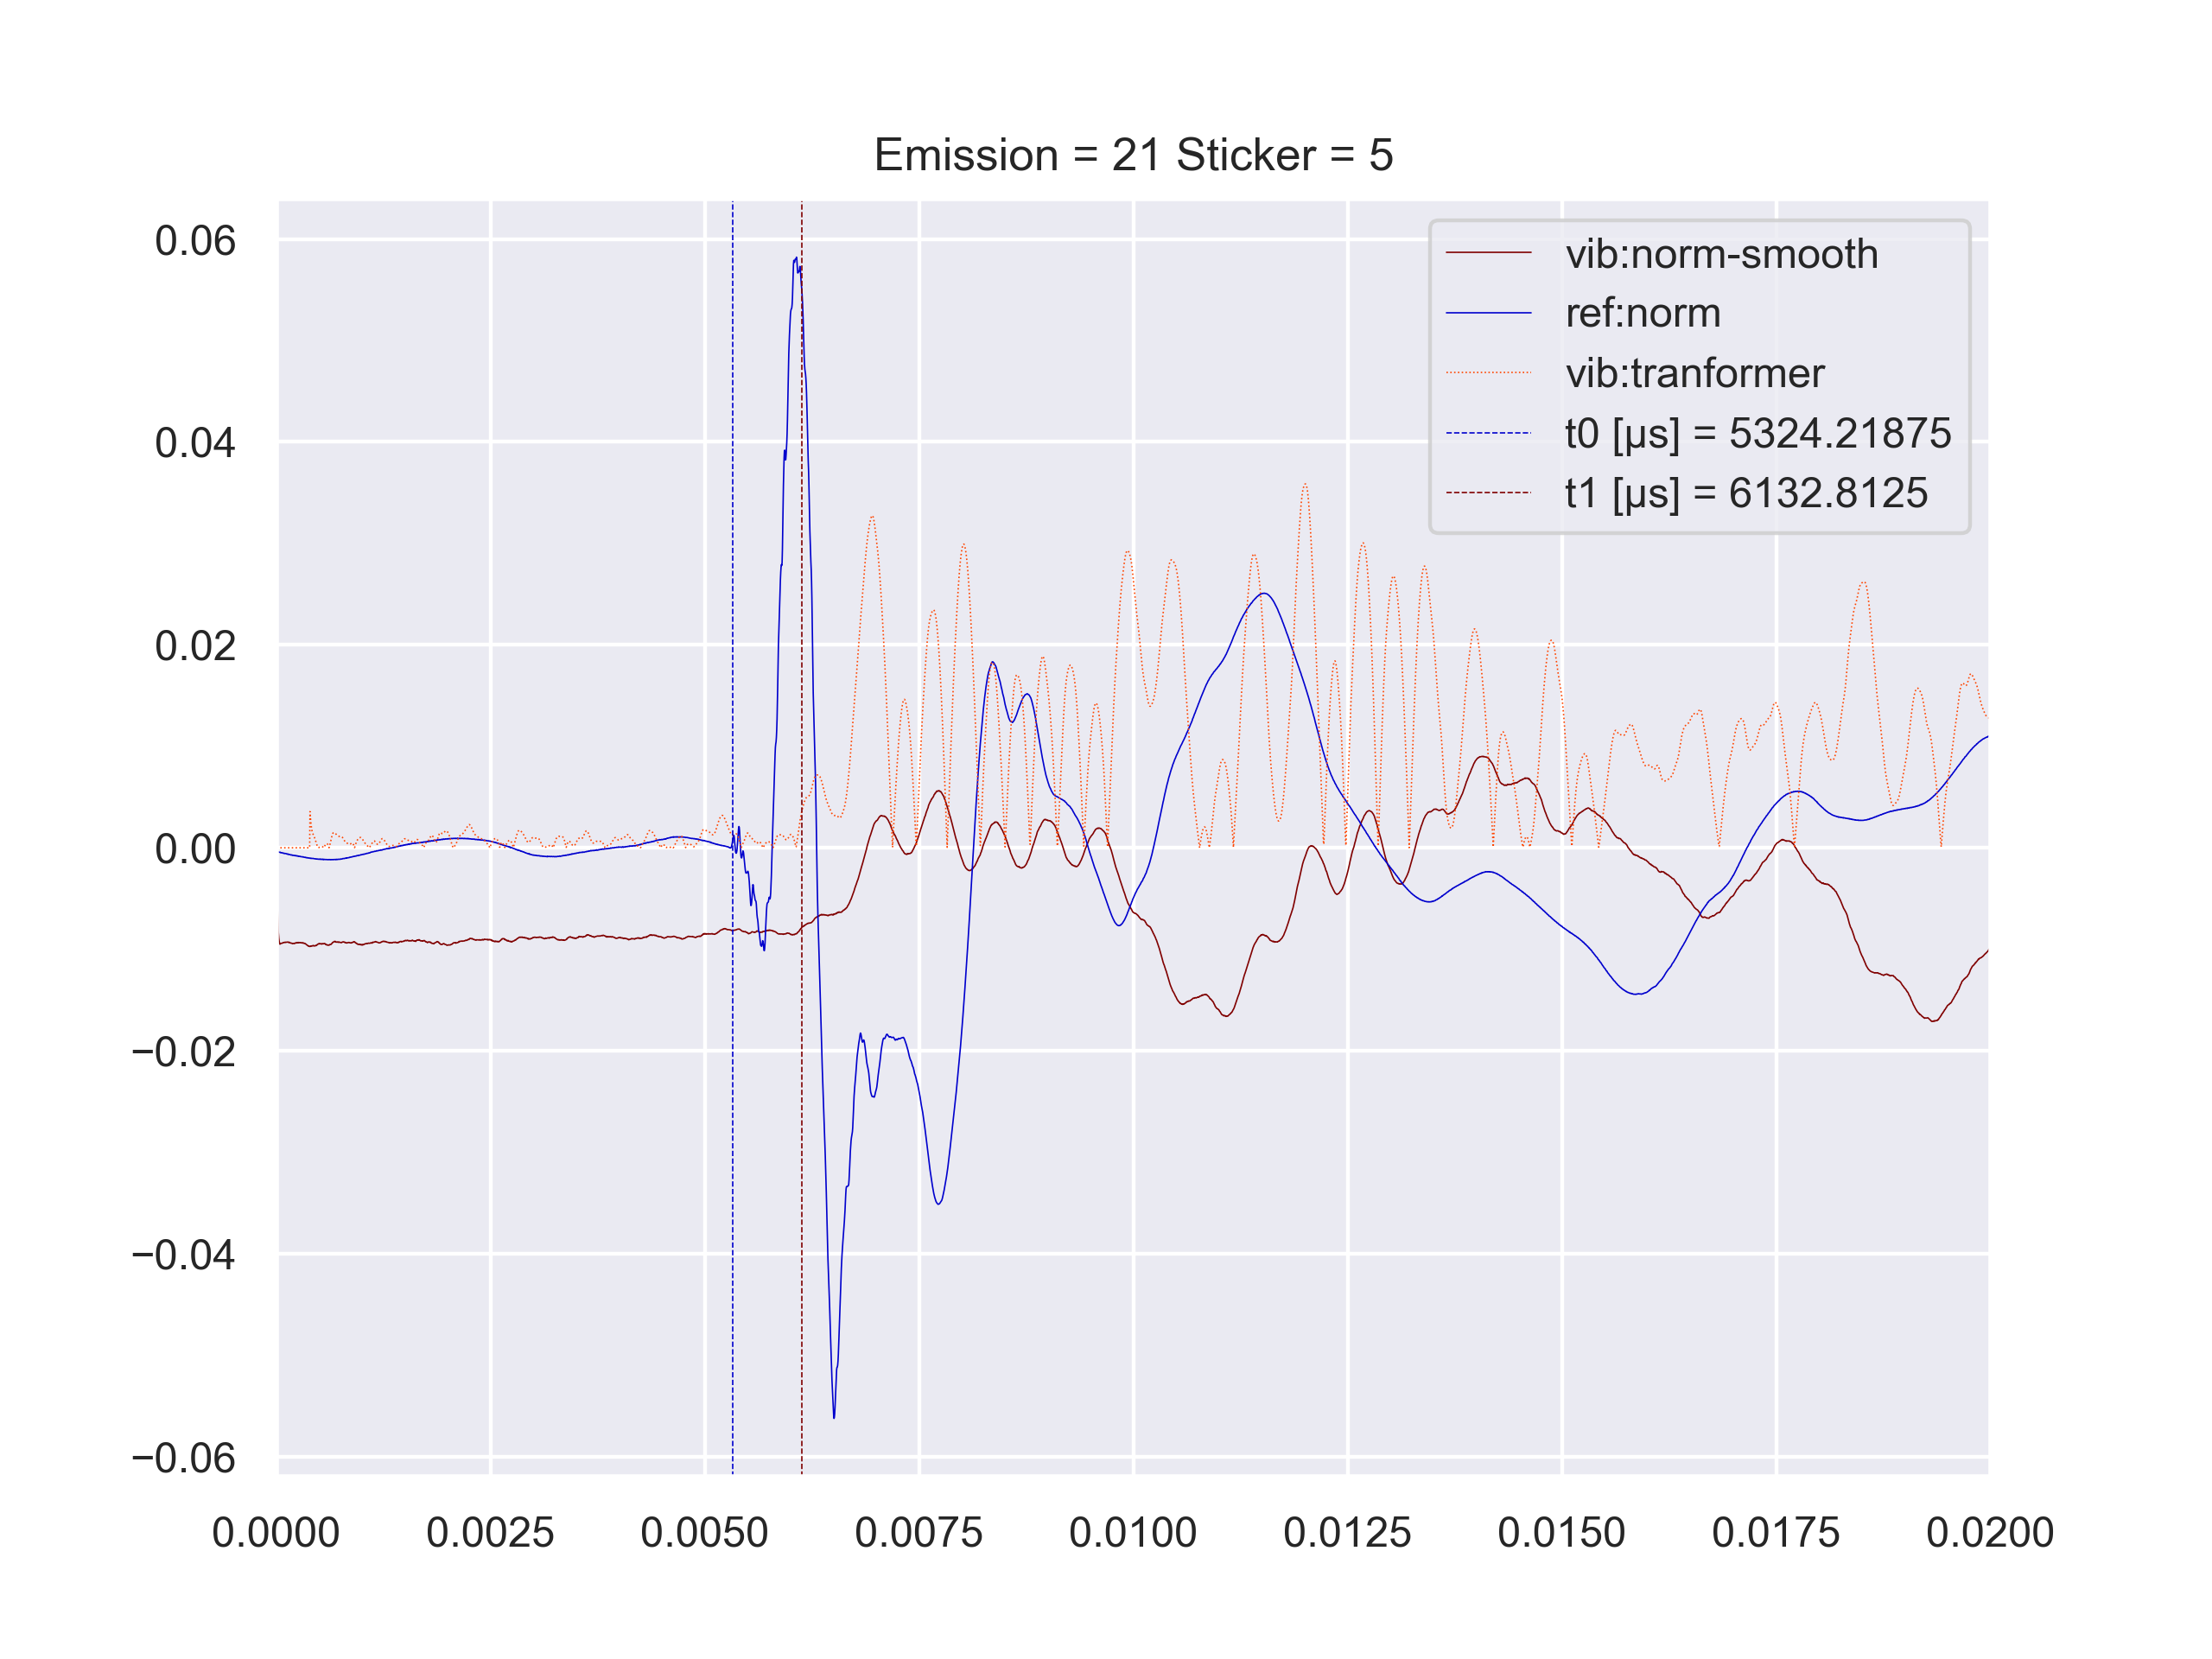 Emission = 21 Sticker = 5
0.06
0.04
0.02
0.00
−0.02
−0.04
−0.06
vib:norm-smooth
ref:norm
vib:tranformer
t0 [µs] = 5324.21875
t1 [µs] = 6132.8125
0.0000 0.0025 0.0050 0.0075 0.0100 0.0125 0.0150 0.0175 0.0200